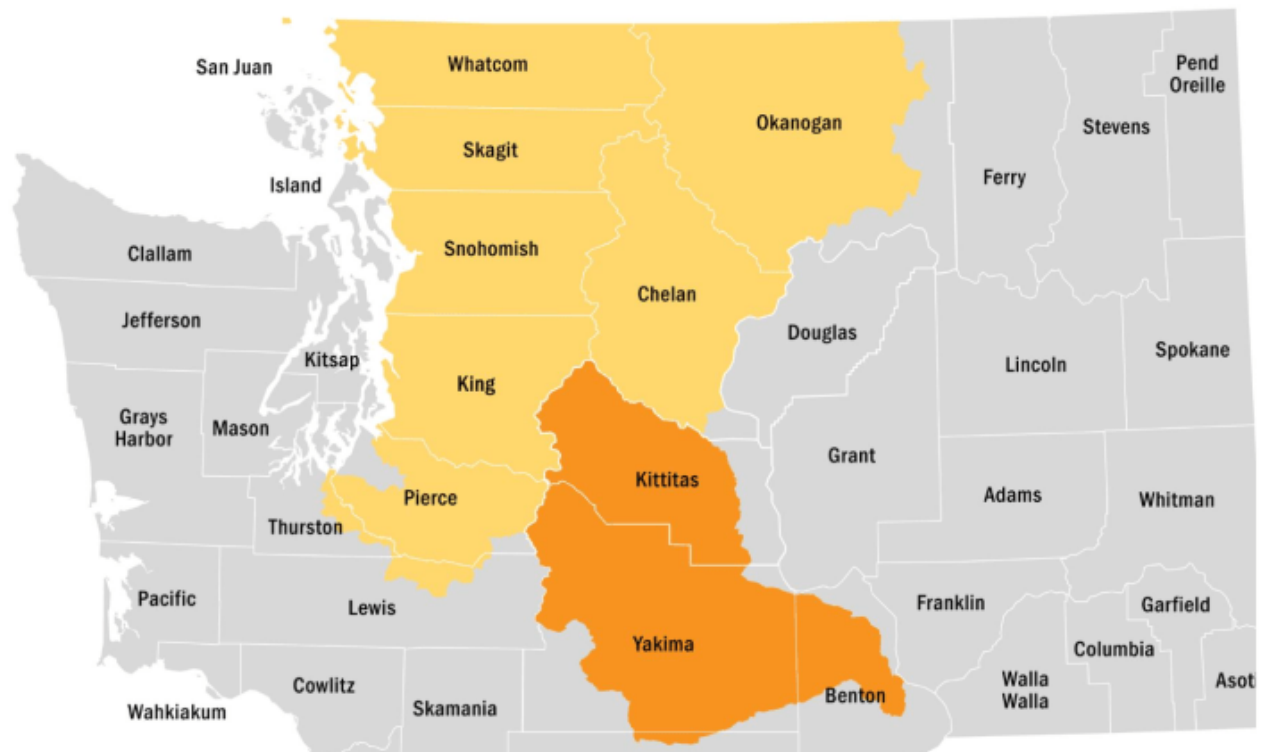 Whatcom
San Juan
Pend
Oreille
Okanogan
Stevens
Skagit
Ferry
Island
Snohomish
Clallam
Chelan
Jefferson
Douglas
Kitsap
Spokane
Lincoln
King
Grays
Harbor
Mason
Grant
Kittitas
Adams
Pierce
Whitman
Thurston
Pacific
Lewis
Franklin
Garfield
Yakima
Columbia
Cowlitz
Walla
Walla
Asot
Benton
Skamania
Wahkiakum